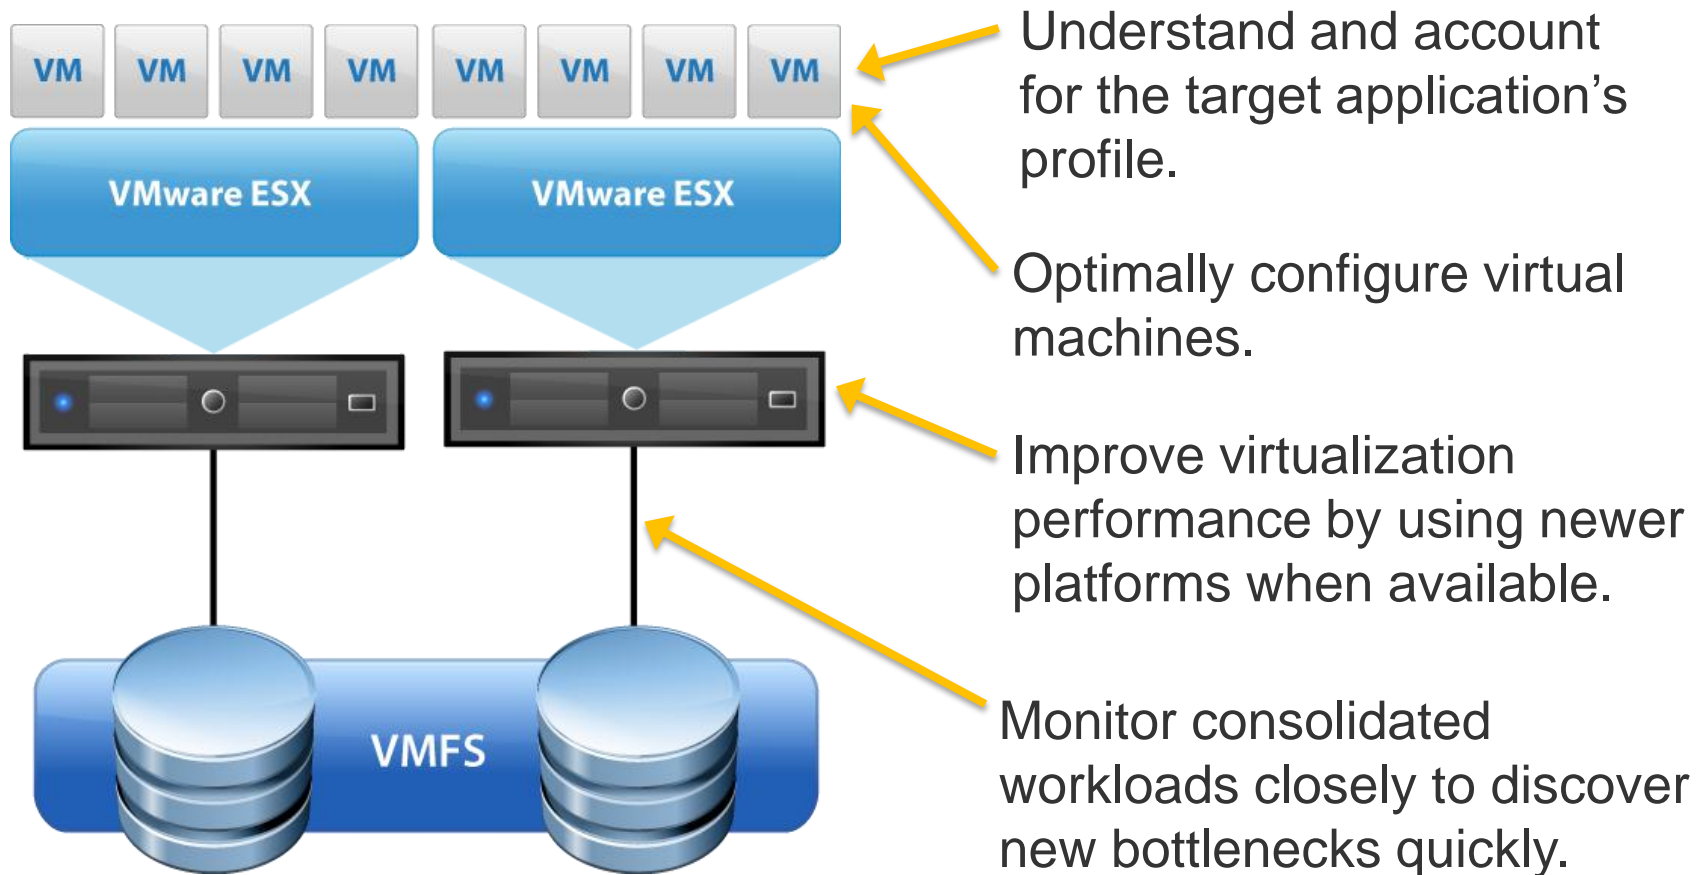 VM VM VM VM VM VM VM VM
VMware ESX
VMware ESX
VMFS
Understand and account
for the target application’s
profile.
Optimally configure virtual
machines.
Improve virtualization
performance by using newer
platforms when available.
Monitor consolidated
workloads closely to discover
new bottlenecks quickly.